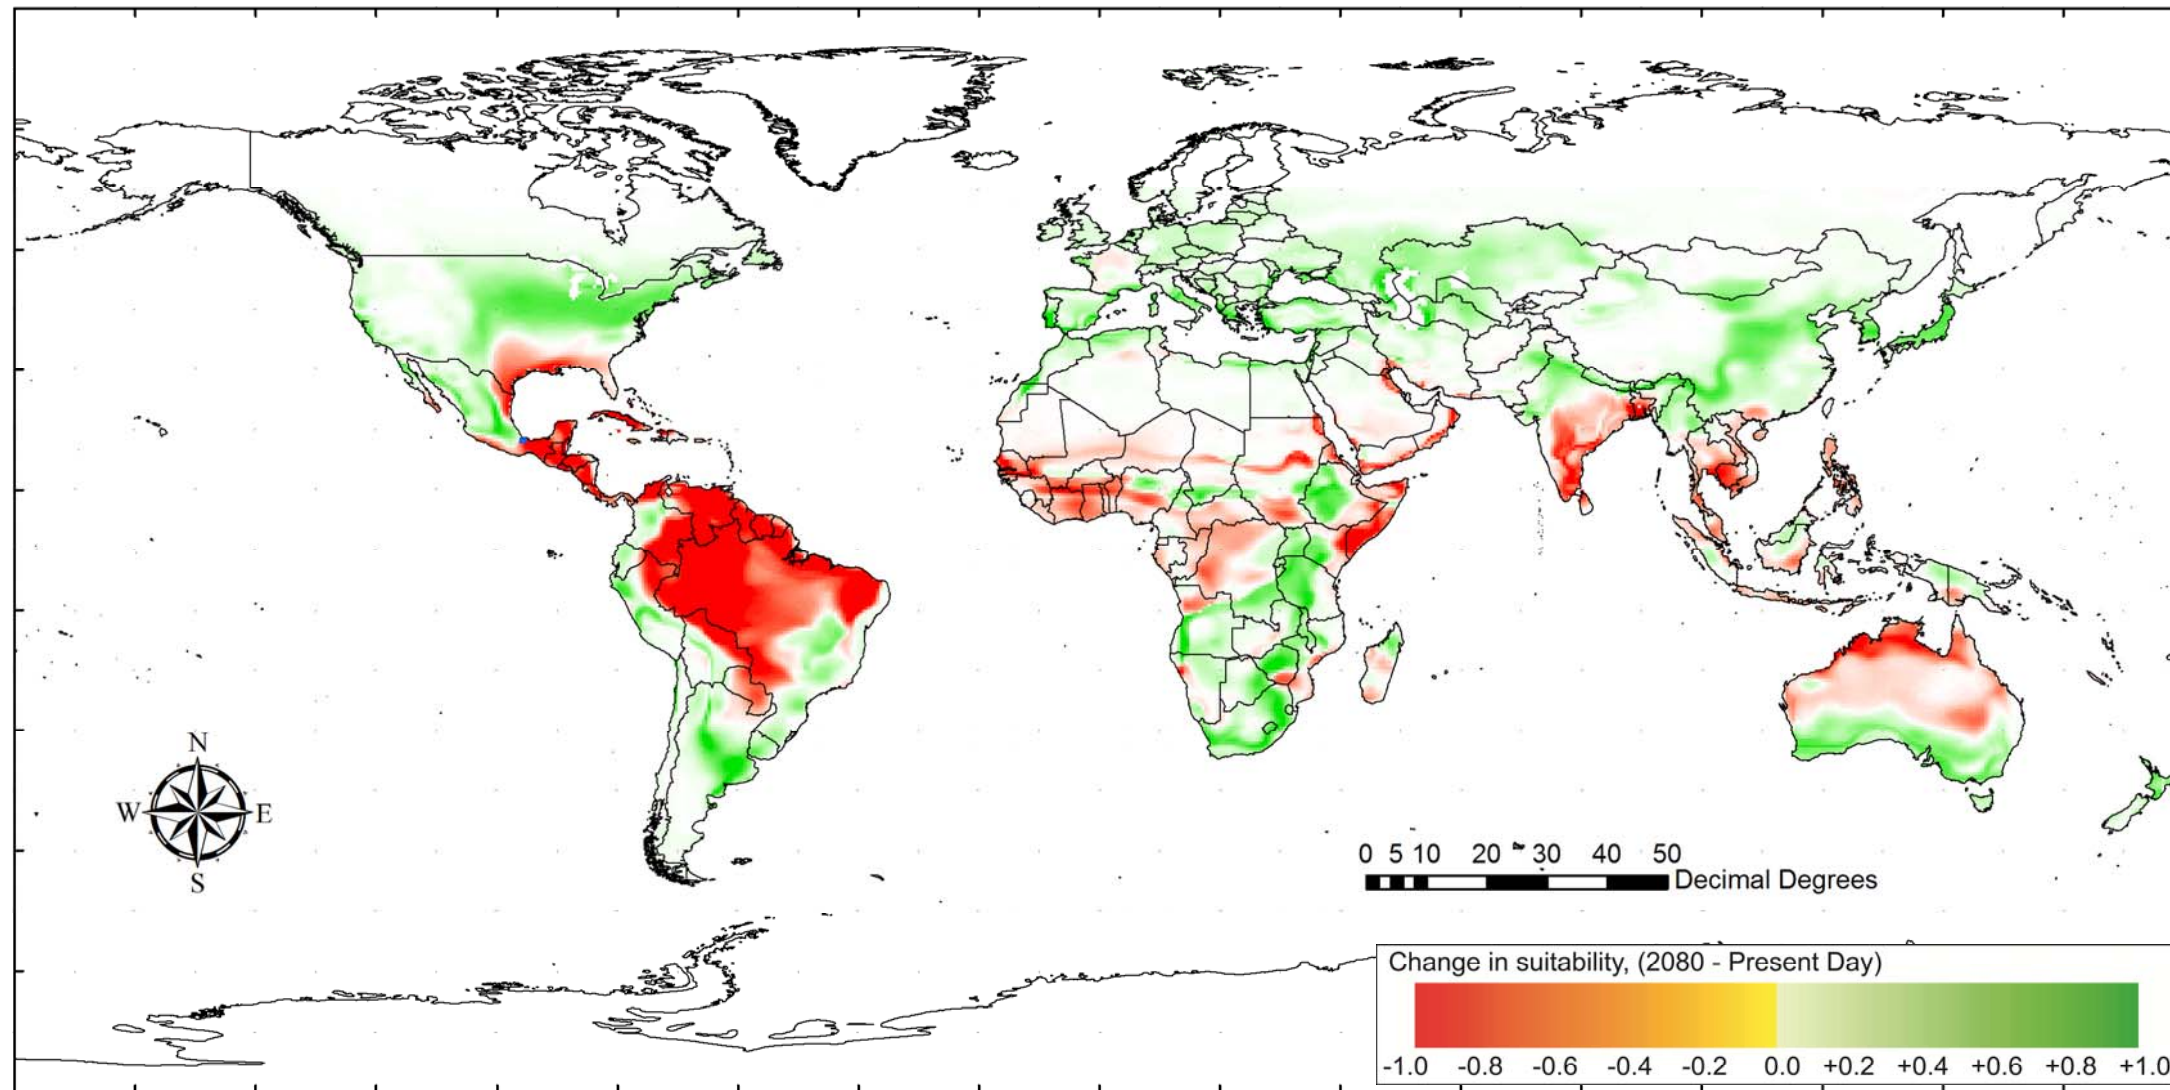 N
W E
S
0 5 10 20 30 40 50
Decimal Degrees
Change in suitability, (2080 - Present Day)
-1.0 -0.8 -0.6 -0.4 -0.2 0.0 +0.2 +0.4 +0.6 +0.8 +1.0